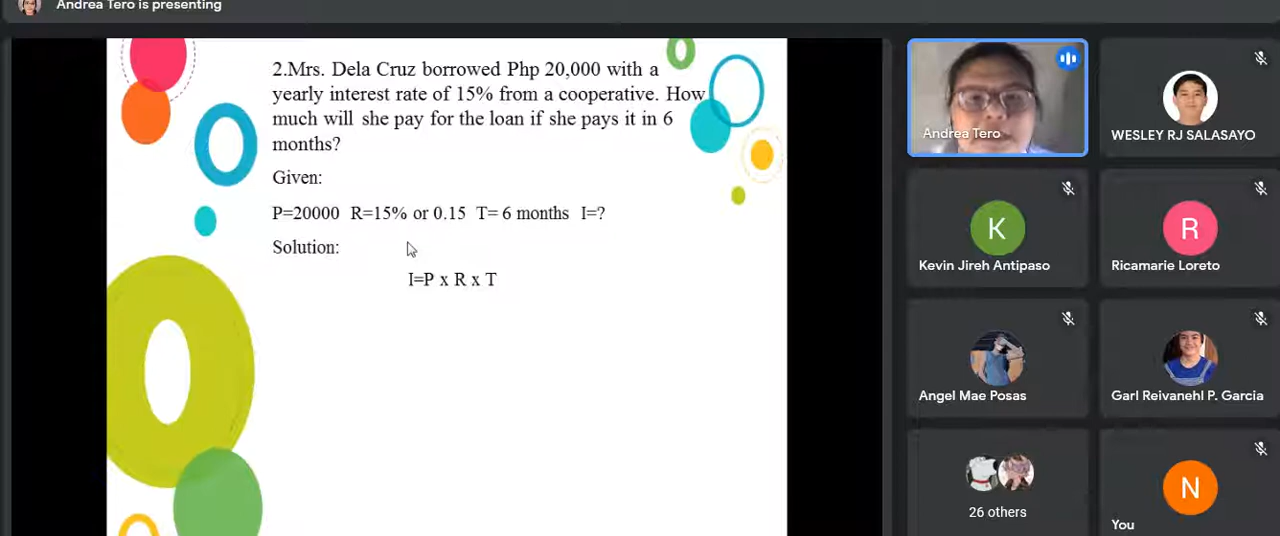 Andrea Tero is presenting
2.Mrs. Dela Cruz borrowed Php 20,000 with a
yearly interest rate of 15% from a cooperative. How
much will she pay for the loan if she pays it in 6
months?
Given:
P=20000 R=15% or 0.15 T= 6 months I=?
Solution:
I=P x R x T
Andrea Tero
WESLEY RJ SALASAYO
K
Kevin Jireh Antipaso
R
Ricamarie Loreto
Angel Mae Posas
Garl Reivanehl P. Garcia
26 others
N
You